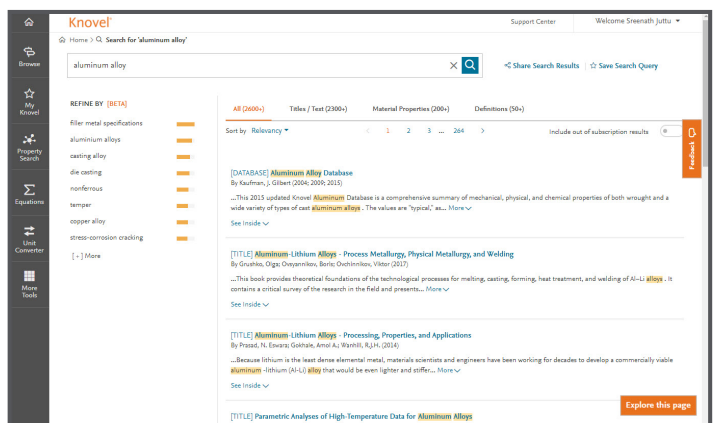 Knovel®
Support Center
Welcome Sreenath Juttu
Home > Search for 'aluminum alloy'
aluminum alloy
Share Search Results
Save Search Query
Browse
My Knovel
Property Search
Equations
Unit Converter
More Tools
REFINE BY [BETA]
filler metal specifications
aluminium alloys
casting alloy
die casting
nonferrous
temper
copper alloy
stress-corrosion cracking
[+] More
All (2600+)
Titles / Text (2300+)
Material Properties (200+)
Definitions (50+)
Sort by Relevancy
< 1 2 3 ... 264 >
Include out of subscription results
Feedback
[DATABASE] Aluminum Alloy Database
By Kaufman, J. Gilbert (2004; 2009; 2015)
...This 2015 updated Knovel Aluminum Database is a comprehensive summary of mechanical, physical, and chemical properties of both wrought and a
wide variety of types of cast aluminum alloys . The values are "typical," as... More
See Inside
[TITLE] Aluminum-Lithium Alloys - Process Metallurgy, Physical Metallurgy, and Welding
By Grushko, Olga; Ovsyannikov, Boris; Ovchinnikov, Viktor (2017)
...This book provides theoretical foundations of the technological processes for melting, casting, forming, heat treatment, and welding of Al–Li alloys . It
contains a critical survey of the research in the field and presents... More
See Inside
[TITLE] Aluminum-Lithium Alloys - Processing, Properties, and Applications
By Prasad, N. Eswara; Gokhale, Amol A.; Wanhill, R.J.H. (2014)
...Because lithium is the least dense elemental metal, materials scientists and engineers have been working for decades to develop a commercially viable
aluminum -lithium (Al-Li) alloy that would be even lighter and stiffer... More
See Inside
[TITLE] Parametric Analyses of High-Temperature Data for Aluminum Alloys
Explore this page